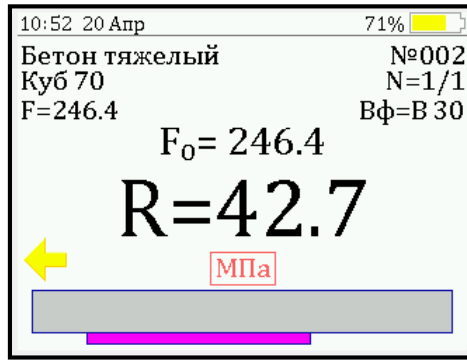 10:52 20 Апр 71%
Бетон тяжелый №002
Куб 70 N=1/1
F=246.4 Вф=В 30
F₀= 246.4
R=42.7
МПа